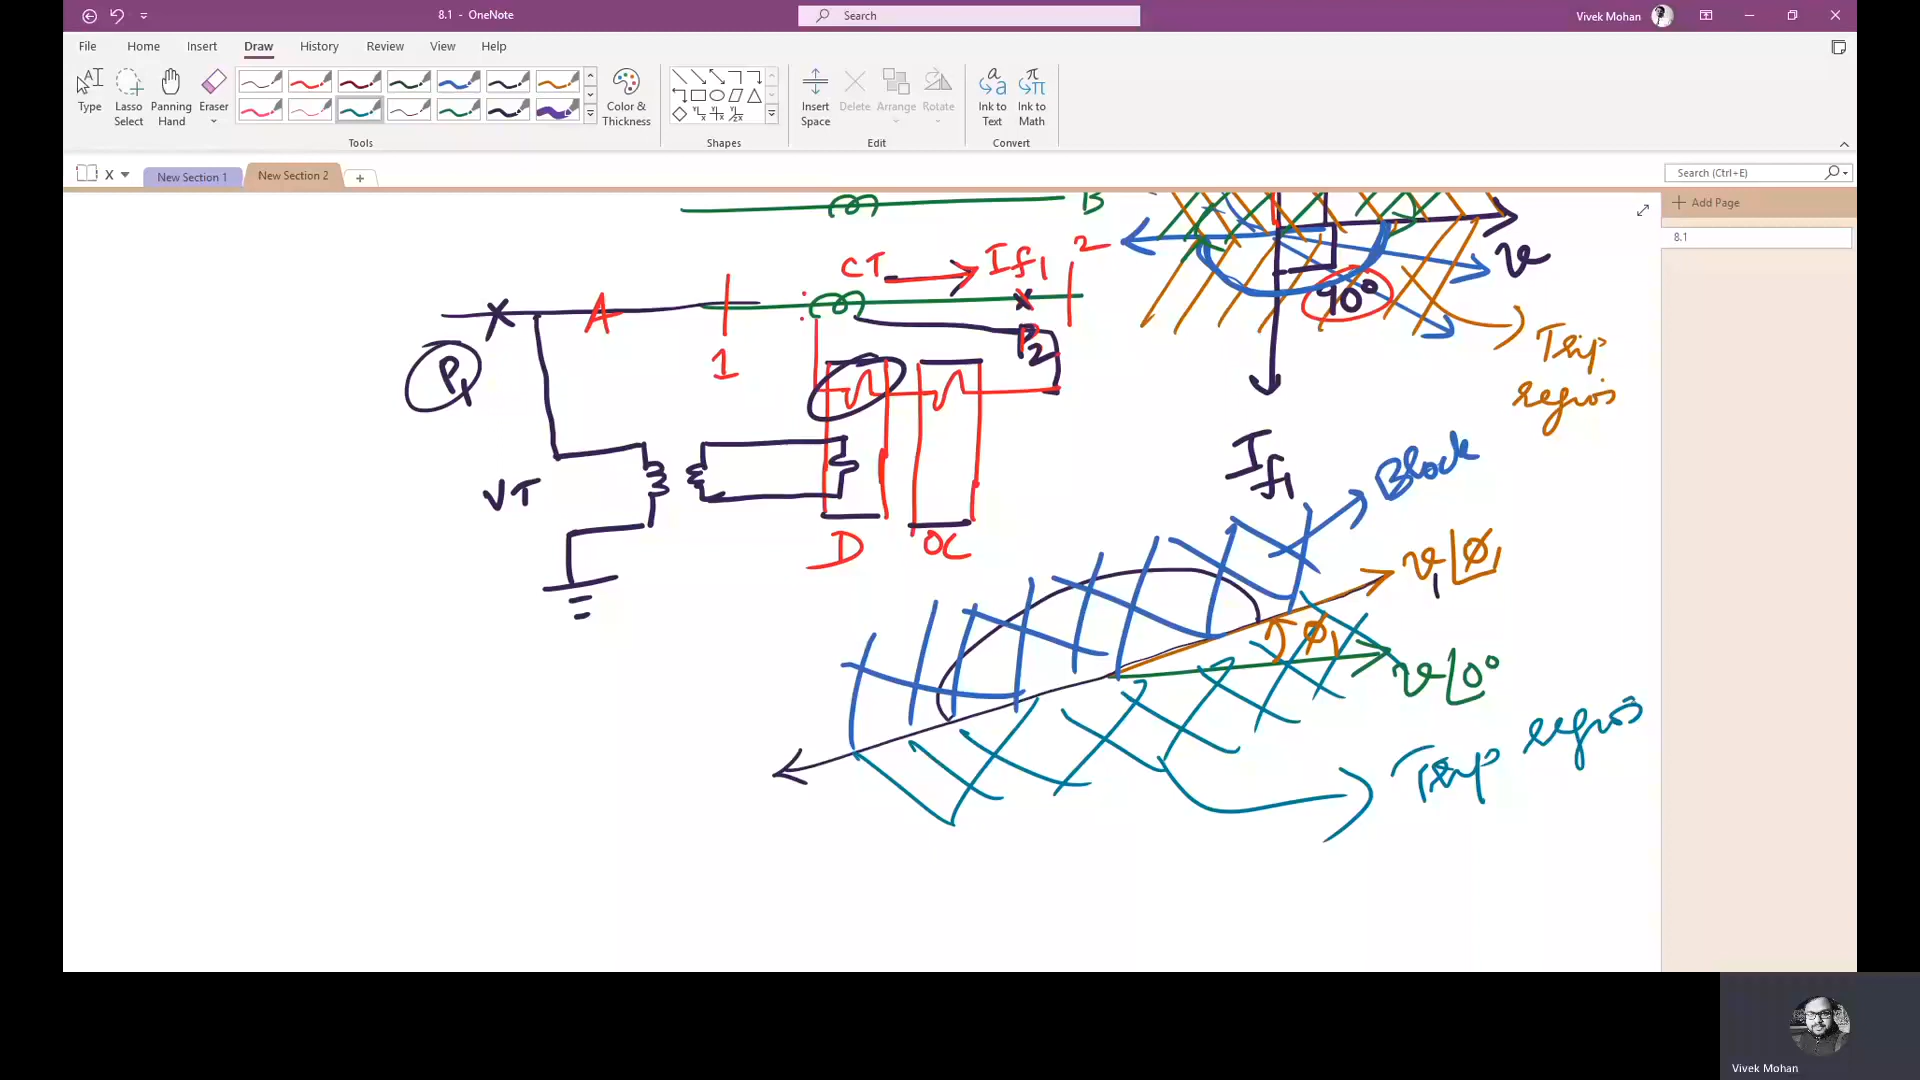 8.1 - OneNote
Search
Vivek Mohan
File Home Insert Draw History Review View Help
Type
Lasso Select
Panning Hand
Eraser
Color & Thickness
Insert Space
Delete
Arrange
Rotate
Ink to Text
Ink to Math
Tools
Shapes
Edit
Convert
X
New Section 1
New Section 2
Search (Ctrl+E)
Add Page
8.1
B
CT
If1
2
A
1
P1
P2
90°
v
Trip
VT
D
OC
If1
Block
v1∠Ø1
Ø1
v∠0°
Trip
Vivek Mohan